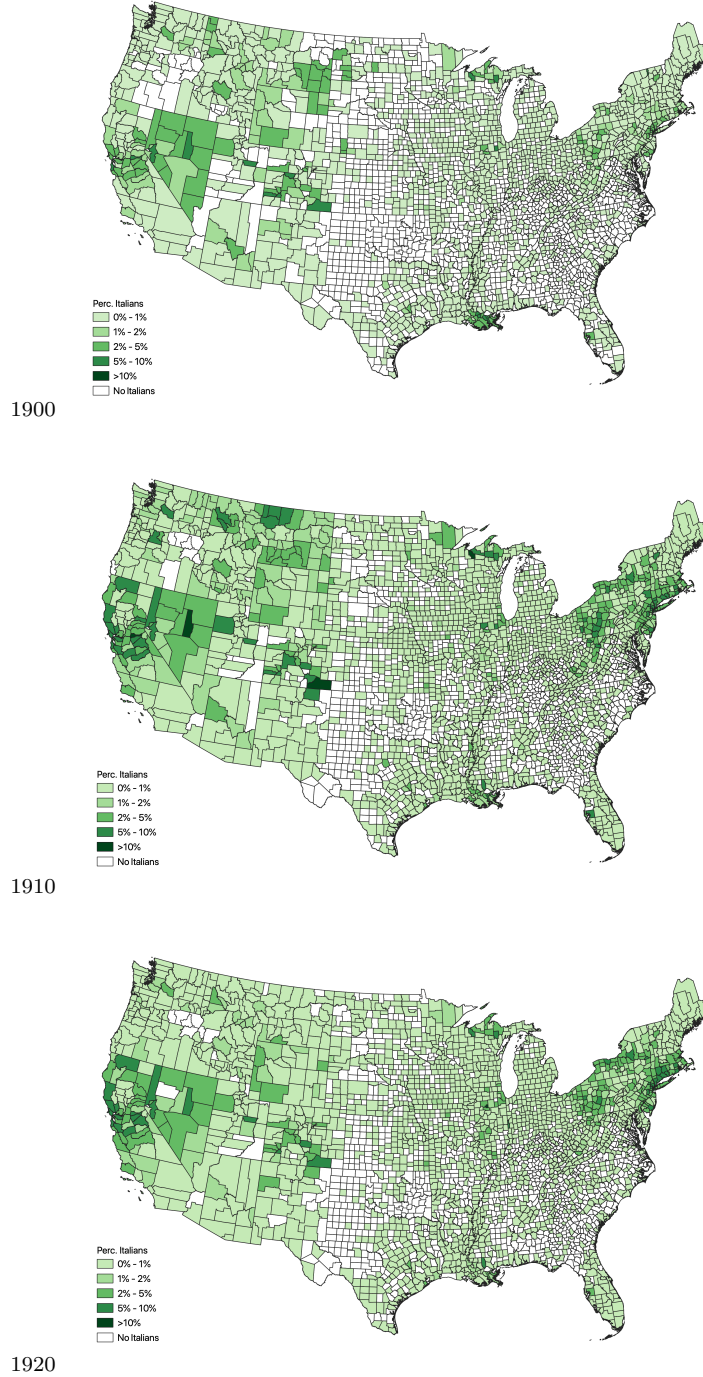 Perc. Italians
0% - 1%
1% - 2%
2% - 5%
5% - 10%
>10%
No Italians
1900
Perc. Italians
0% - 1%
1% - 2%
2% - 5%
5% - 10%
>10%
No Italians
1910
Perc. Italians
0% - 1%
1% - 2%
2% - 5%
5% - 10%
>10%
No Italians
1920